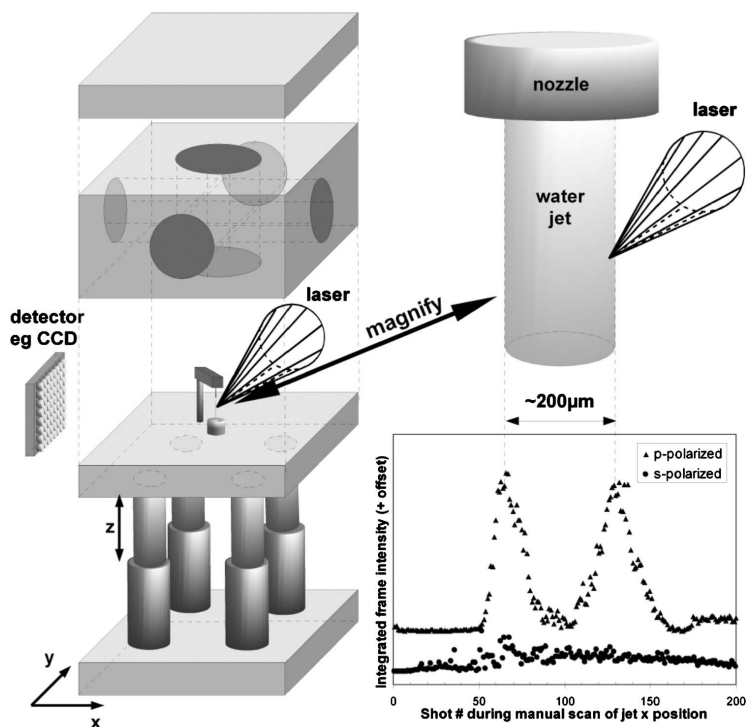 nozzle
laser
water
jet
laser
magnify
detector
eg CCD
~200µm
z
y
x
p-polarized
s-polarized
Integrated frame intensity (+ offset)
0 50 100 150 200
Shot # during manual scan of jet x position